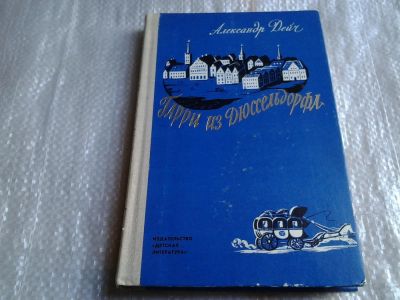 Александр Дейч
Гарри из Дюссельдорфа
ИЗДАТЕЛЬСТВО
«ДЕТСКАЯ
ЛИТЕРАТУРА»